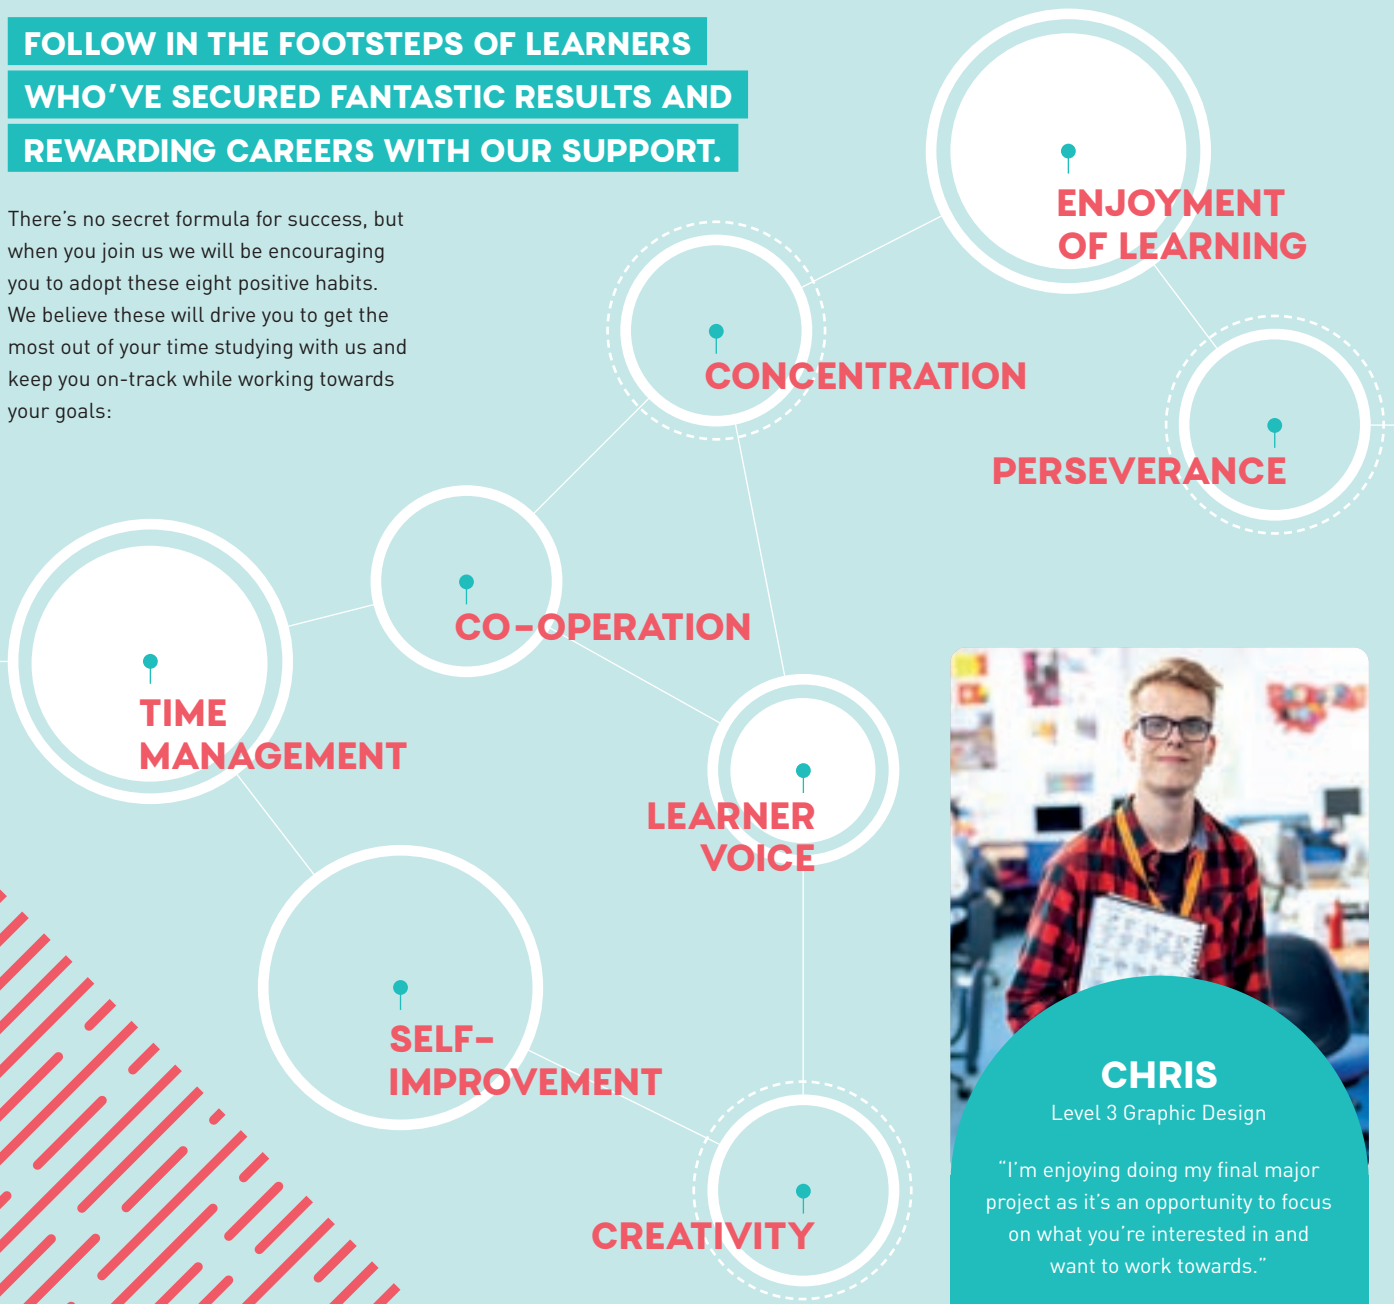 FOLLOW IN THE FOOTSTEPS OF LEARNERS
WHO'VE SECURED FANTASTIC RESULTS AND
REWARDING CAREERS WITH OUR SUPPORT.
There's no secret formula for success, but
when you join us we will be encouraging
you to adopt these eight positive habits.
We believe these will drive you to get the
most out of your time studying with us and
keep you on-track while working towards
your goals:
ENJOYMENT
OF LEARNING
CONCENTRATION
PERSEVERANCE
CO-OPERATION
TIME
MANAGEMENT
LEARNER
VOICE
SELF-
IMPROVEMENT
CREATIVITY
CHRIS
Level 3 Graphic Design
"I'm enjoying doing my final major
project as it's an opportunity to focus
on what you're interested in and
want to work towards."